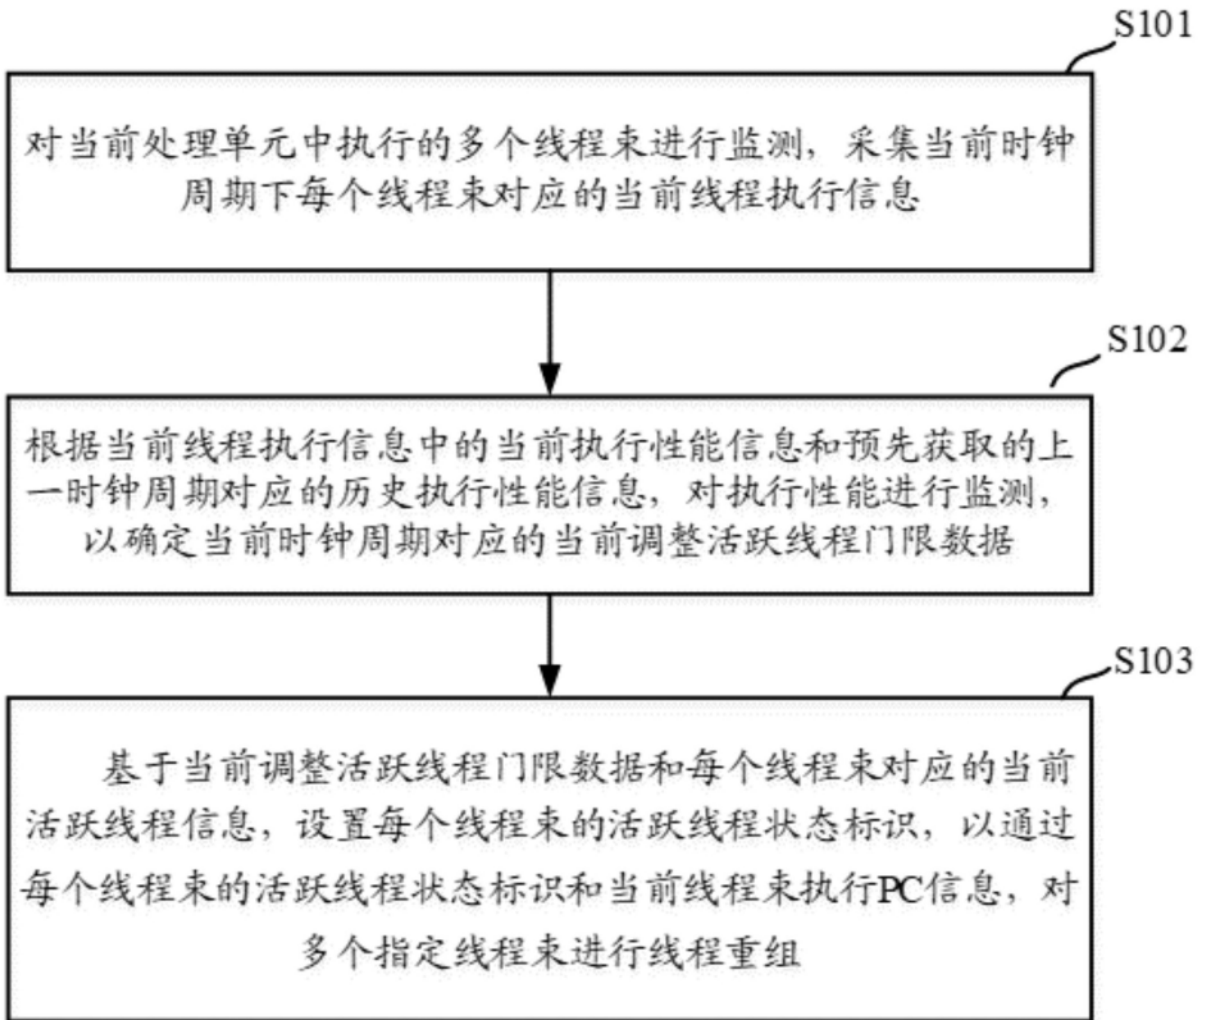 S101
对当前处理单元中执行的多个线程束进行监测，采集当前时钟
周期下每个线程束对应的当前线程执行信息
S102
根据当前线程执行信息中的当前执行性能信息和预先获取的上
一时钟周期对应的历史执行性能信息，对执行性能进行监测，
以确定当前时钟周期对应的当前调整活跃线程门限数据
S103
基于当前调整活跃线程门限数据和每个线程束对应的当前
活跃线程信息，设置每个线程束的活跃线程状态标识，以通过
每个线程束的活跃线程状态标识和当前线程束执行PC信息，对
多个指定线程束进行线程重组